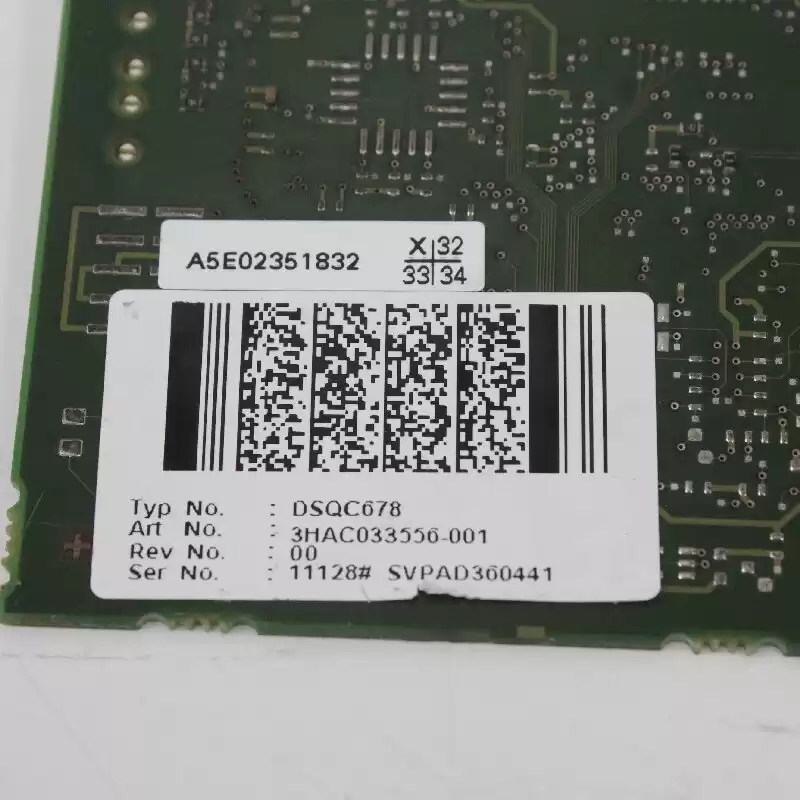 A5E02351832
X 32
33 34
Typ No. : DSQC678
Art No. : 3HAC033556-001
Rev No. : 00
Ser No. : 11128# SVPAD360441